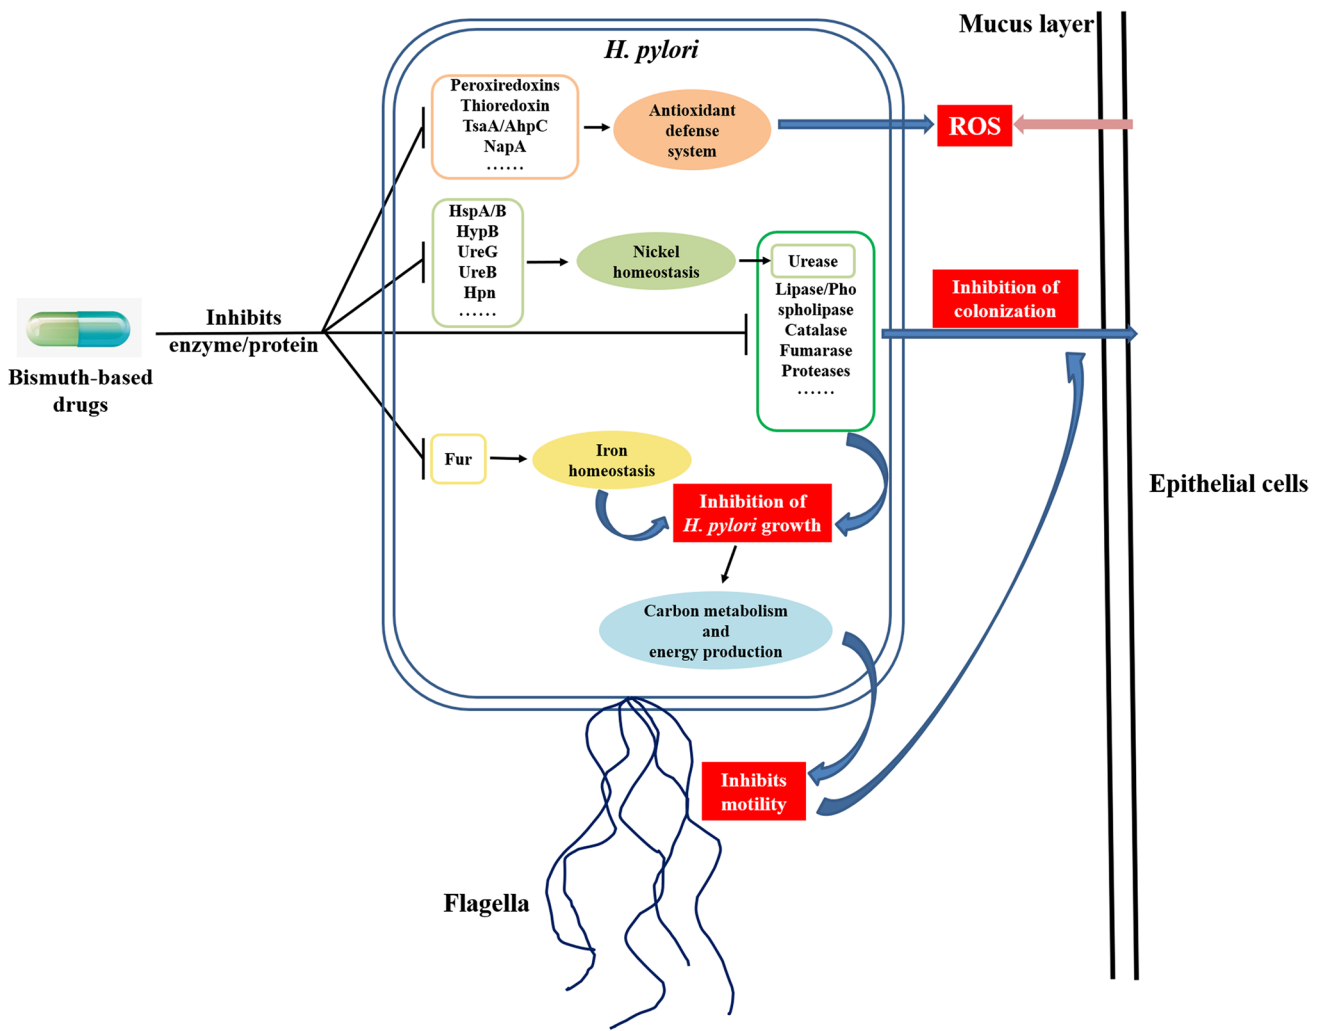 Mucus layer
H. pylori
Peroxiredoxins
Thioredoxin
TsaA/AhpC
NapA
......
Antioxidant
defense
system
ROS
HspA/B
HypB
UreG
UreB
Hpn
......
Nickel
homeostasis
Urease
Lipase/Pho
spholipase
Catalase
Fumarase
Proteases
......
Inhibition of
colonization
Inhibits
enzyme/protein
Bismuth-based
drugs
Fur
Iron
homeostasis
Inhibition of
H. pylori growth
Epithelial cells
Carbon metabolism
and
energy production
Inhibits
motility
Flagella